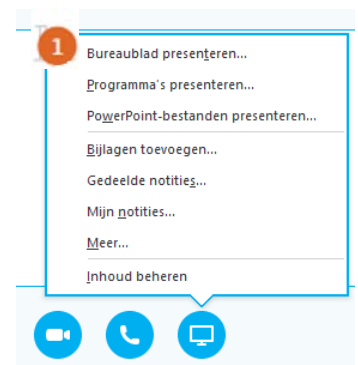 1
Bureaublad presenteren...
Programma's presenteren...
PowerPoint-bestanden presenteren...
Bijlagen toevoegen...
Gedeelde notities...
Mijn notities...
Meer...
Inhoud beheren